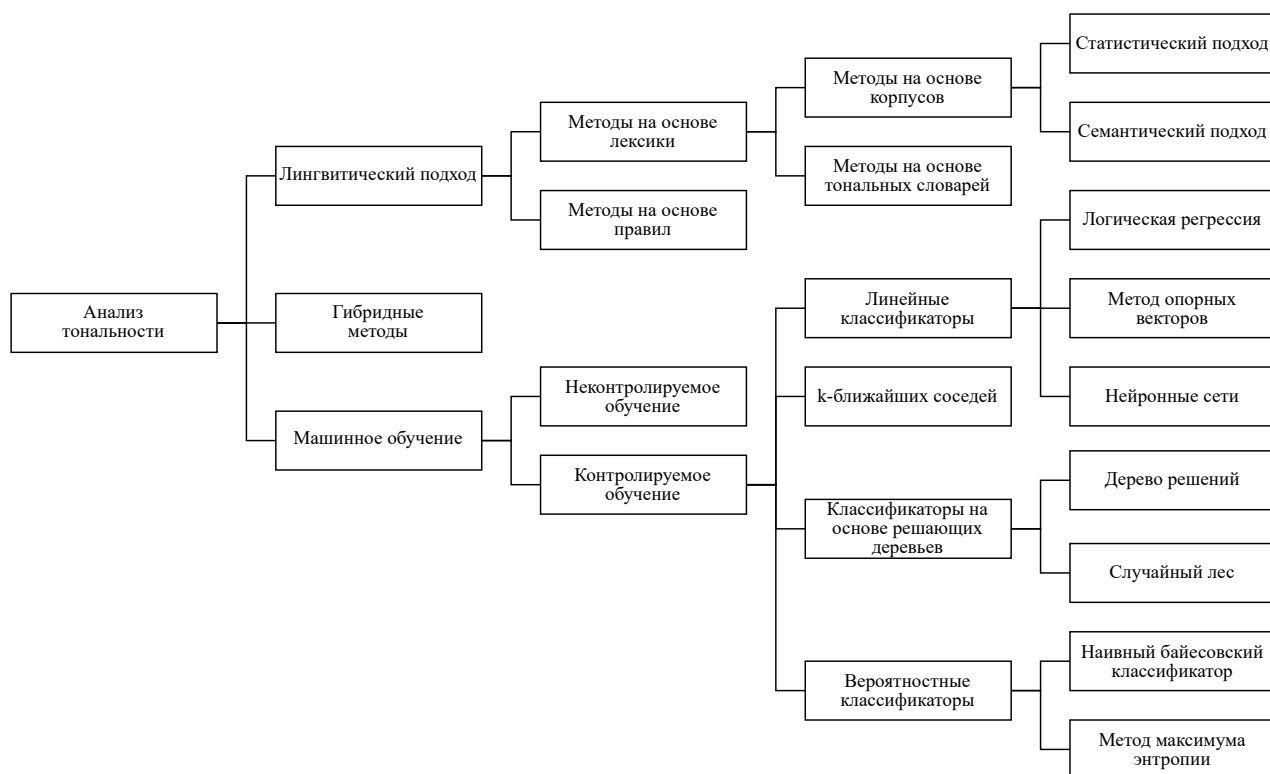 Анализ
тональности
Лингвитический подход
Гибридные
методы
Машинное обучение
Методы на основе
лексики
Методы на основе
правил
Неконтролируемое
обучение
Контролируемое
обучение
Методы на основе
корпусов
Методы на основе
тональных словарей
Линейные
классификаторы
k-ближайших соседей
Классификаторы на
основе решающих
деревьев
Вероятностные
классификаторы
Статистический подход
Семантический подход
Логическая регрессия
Метод опорных
векторов
Нейронные сети
Дерево решений
Случайный лес
Наивный байесовский
классификатор
Метод максимума
энтропии